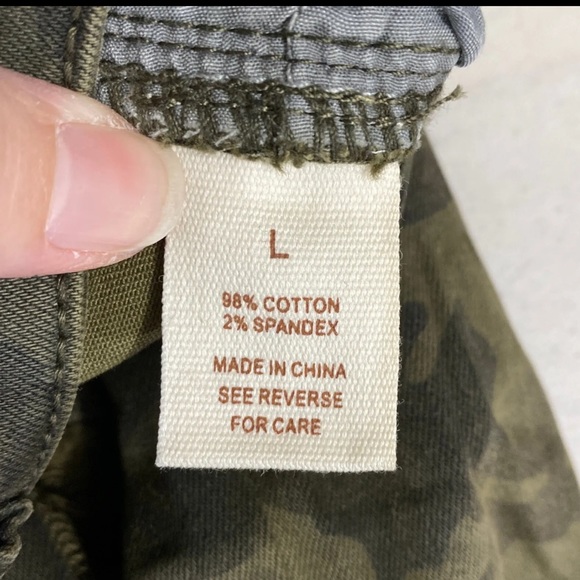 L
98% COTTON
2% SPANDEX
MADE IN CHINA
SEE REVERSE
FOR CARE